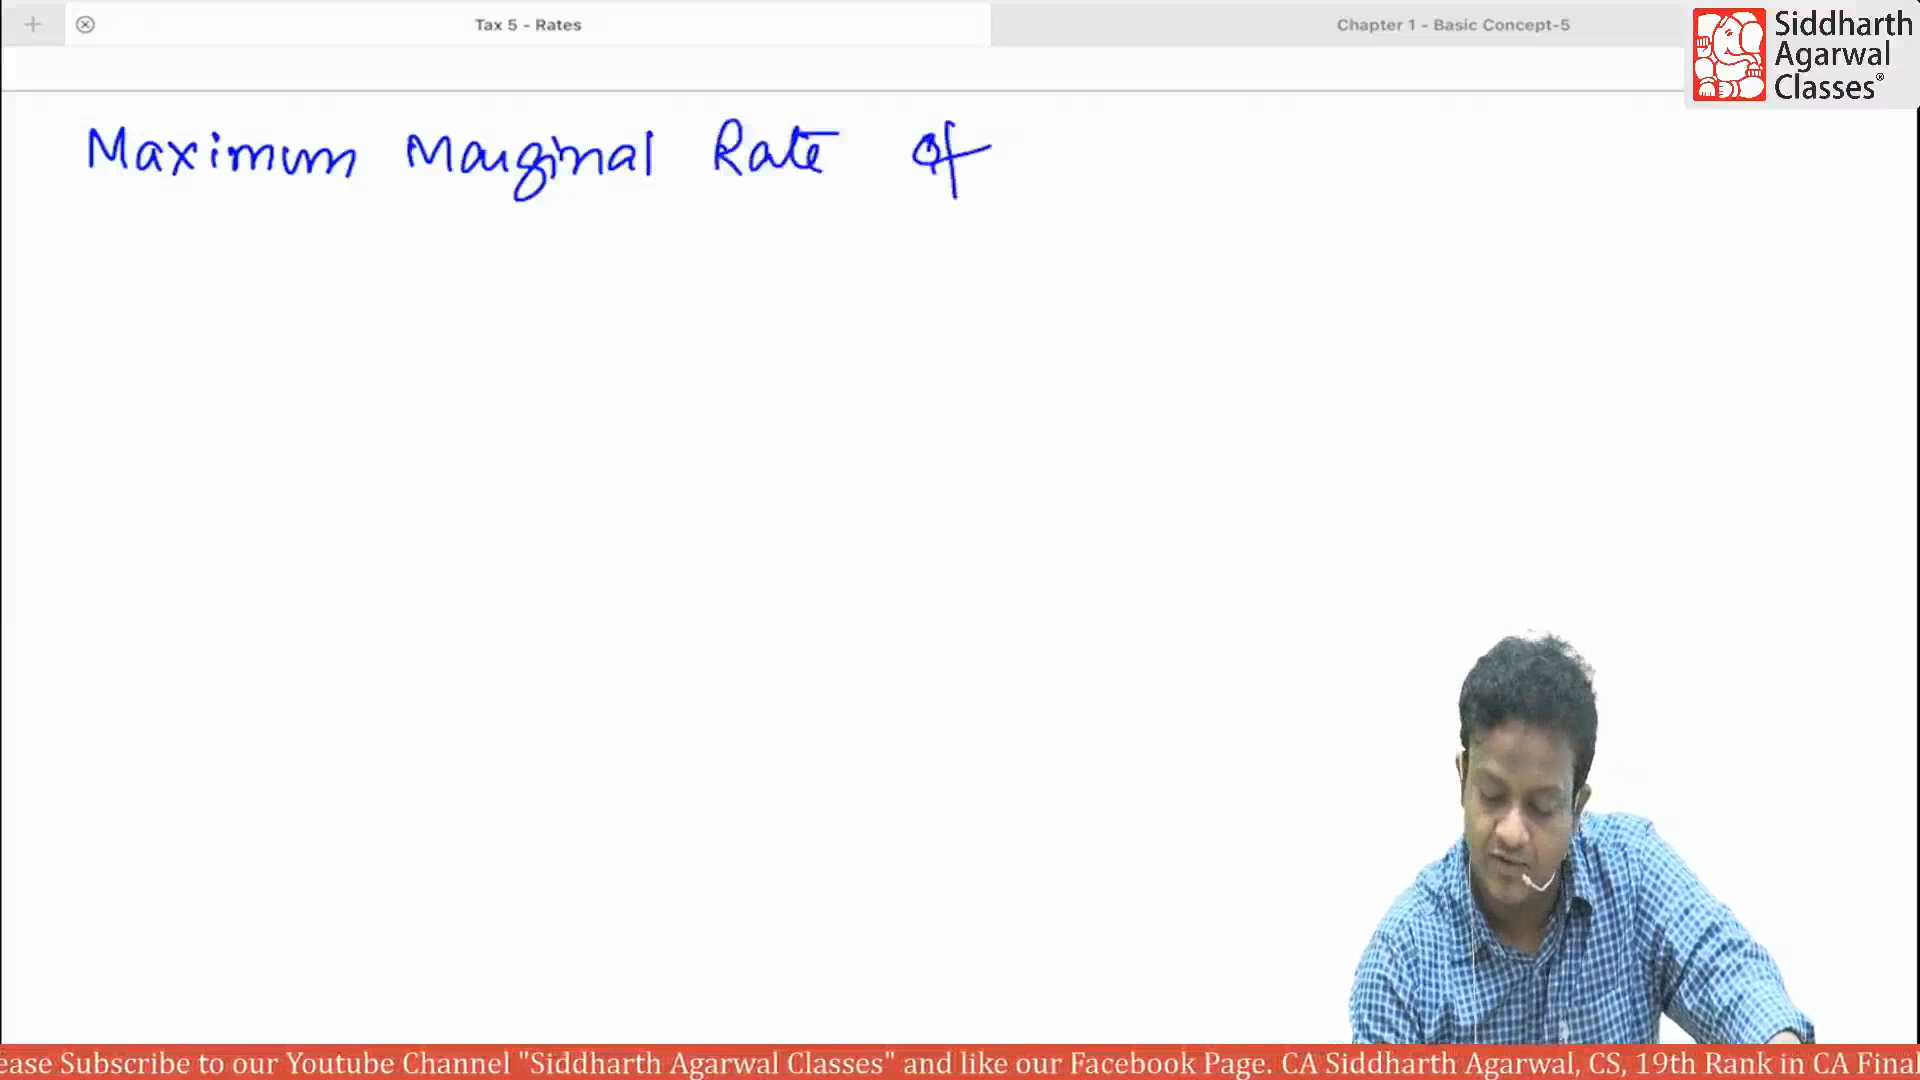 Tax 5 - Rates
Chapter 1 - Basic Concept-5
Siddharth
Agarwal
Classes®
Maximum Marginal Rate Of
ease Subscribe to our Youtube Channel "Siddharth Agarwal Classes" and like our Facebook Page. CA Siddharth Agarwal, CS, 19th Rank in CA Final